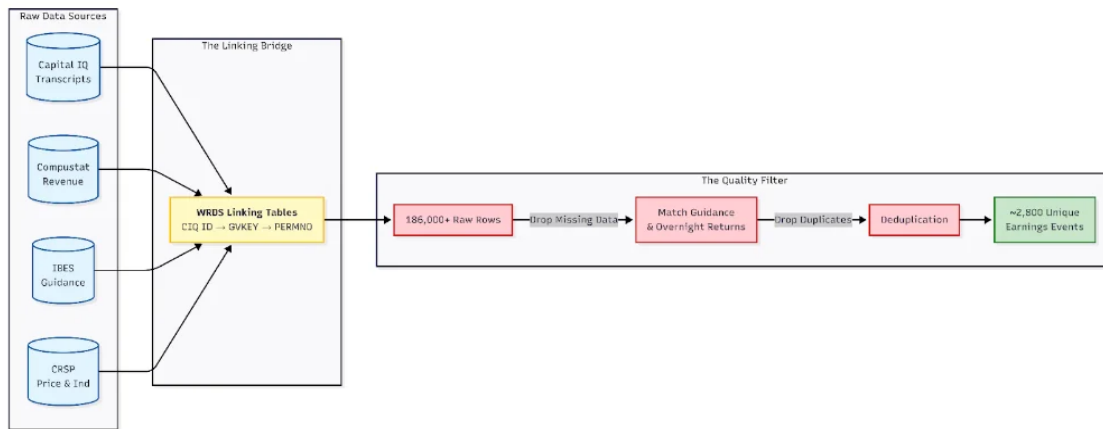 Raw Data Sources
Capital IQ
Transcripts
Compustat
Revenue
IBES
Guidance
CRSP
Price & Ind
The Linking Bridge
WRDS Linking Tables
CIQ ID → GVKEY → PERMNO
The Quality Filter
186,000+ Raw Rows
Drop Missing Data
Match Guidance
& Overnight Returns
Drop Duplicates
Deduplication
~2,800 Unique
Earnings Events